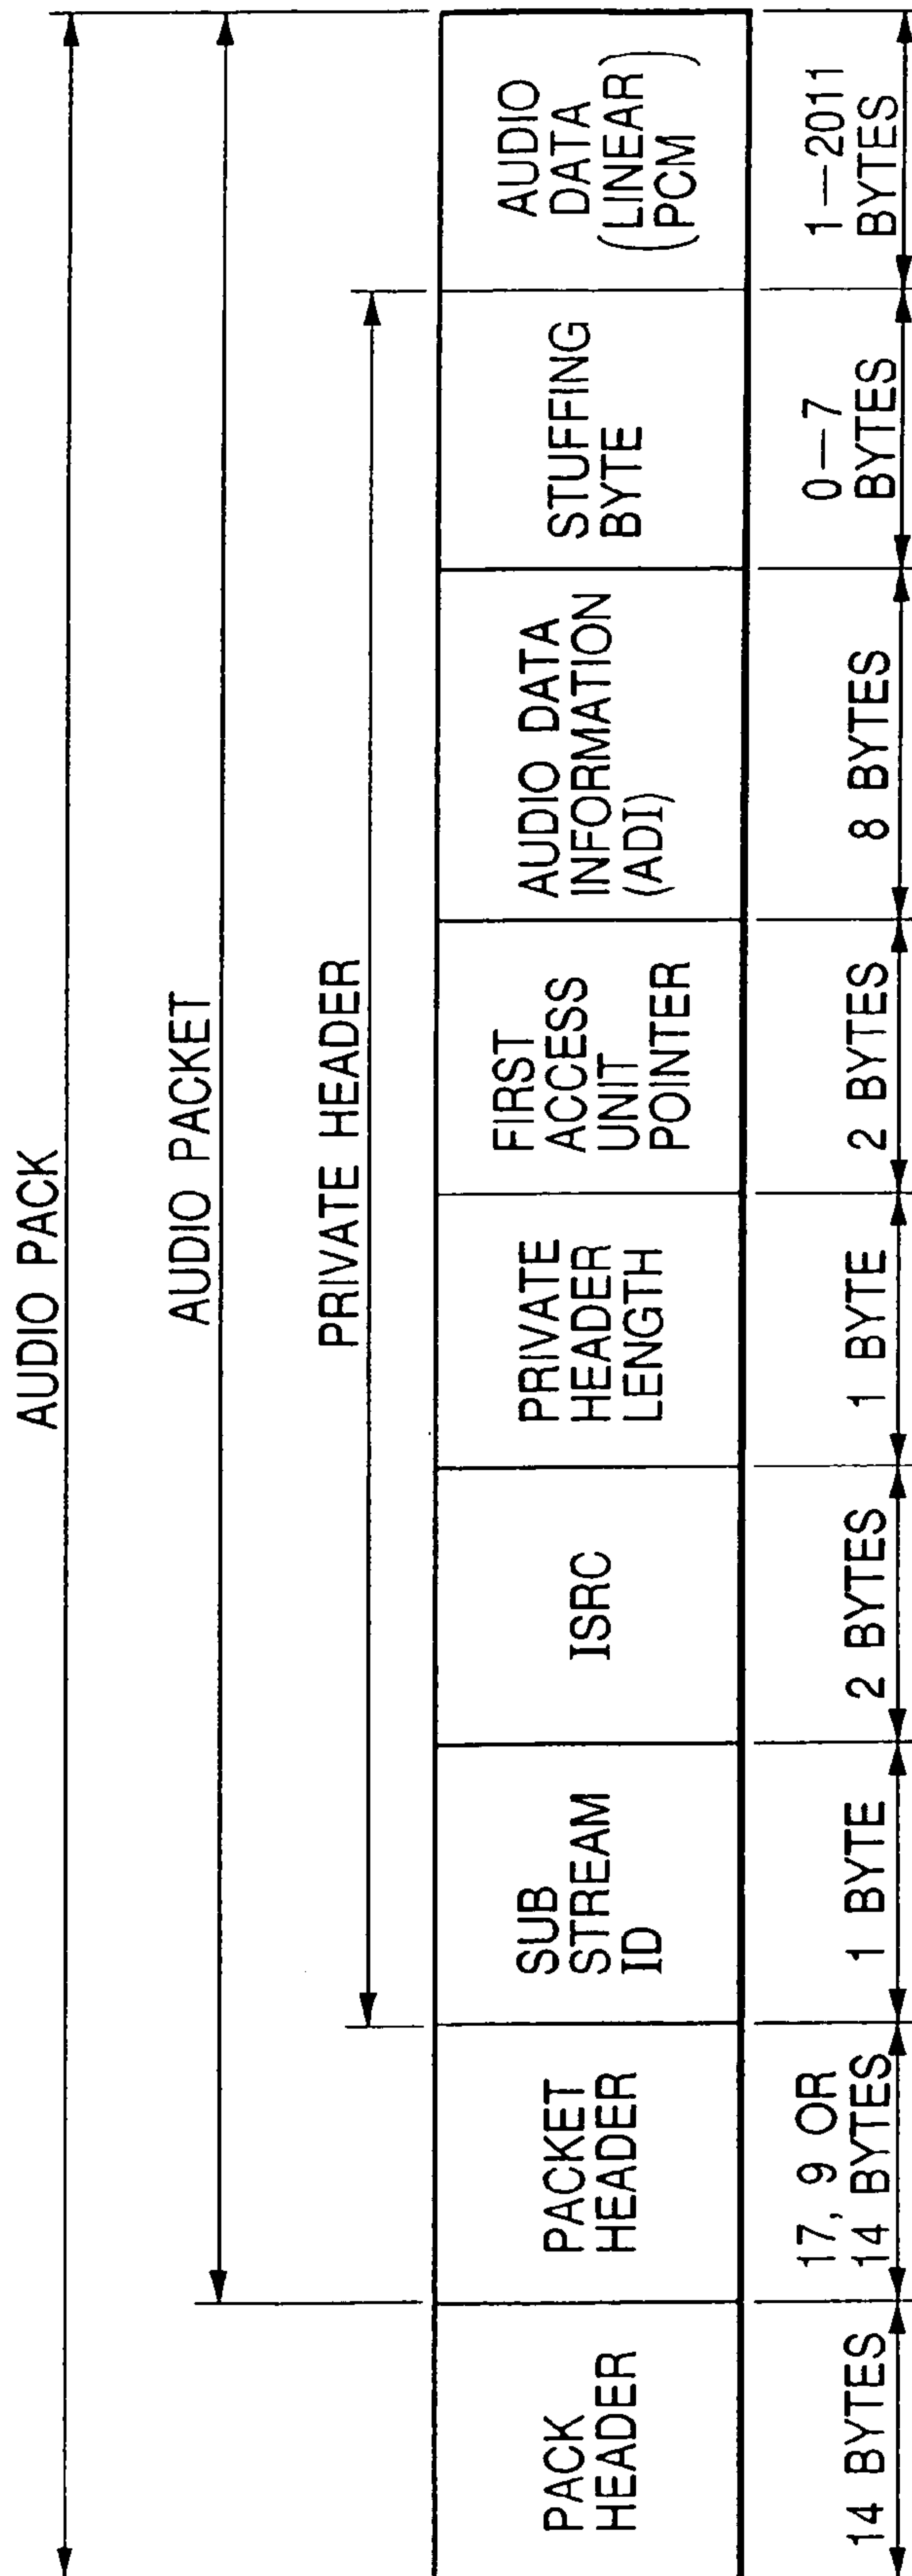 AUDIO PACK
AUDIO PACKET
PRIVATE HEADER
PACK
HEADER
PACKET
HEADER
SUB
STREAM
ID
ISRC
PRIVATE
HEADER
LENGTH
FIRST
ACCESS
UNIT
POINTER
AUDIO DATA
INFORMATION
(ADI)
STUFFING
BYTE
AUDIO
DATA
(LINEAR
PCM)
14 BYTES
17, 9 OR
14 BYTES
1 BYTE
2 BYTES
1 BYTE
2 BYTES
8 BYTES
0—7
BYTES
1—2011
BYTES